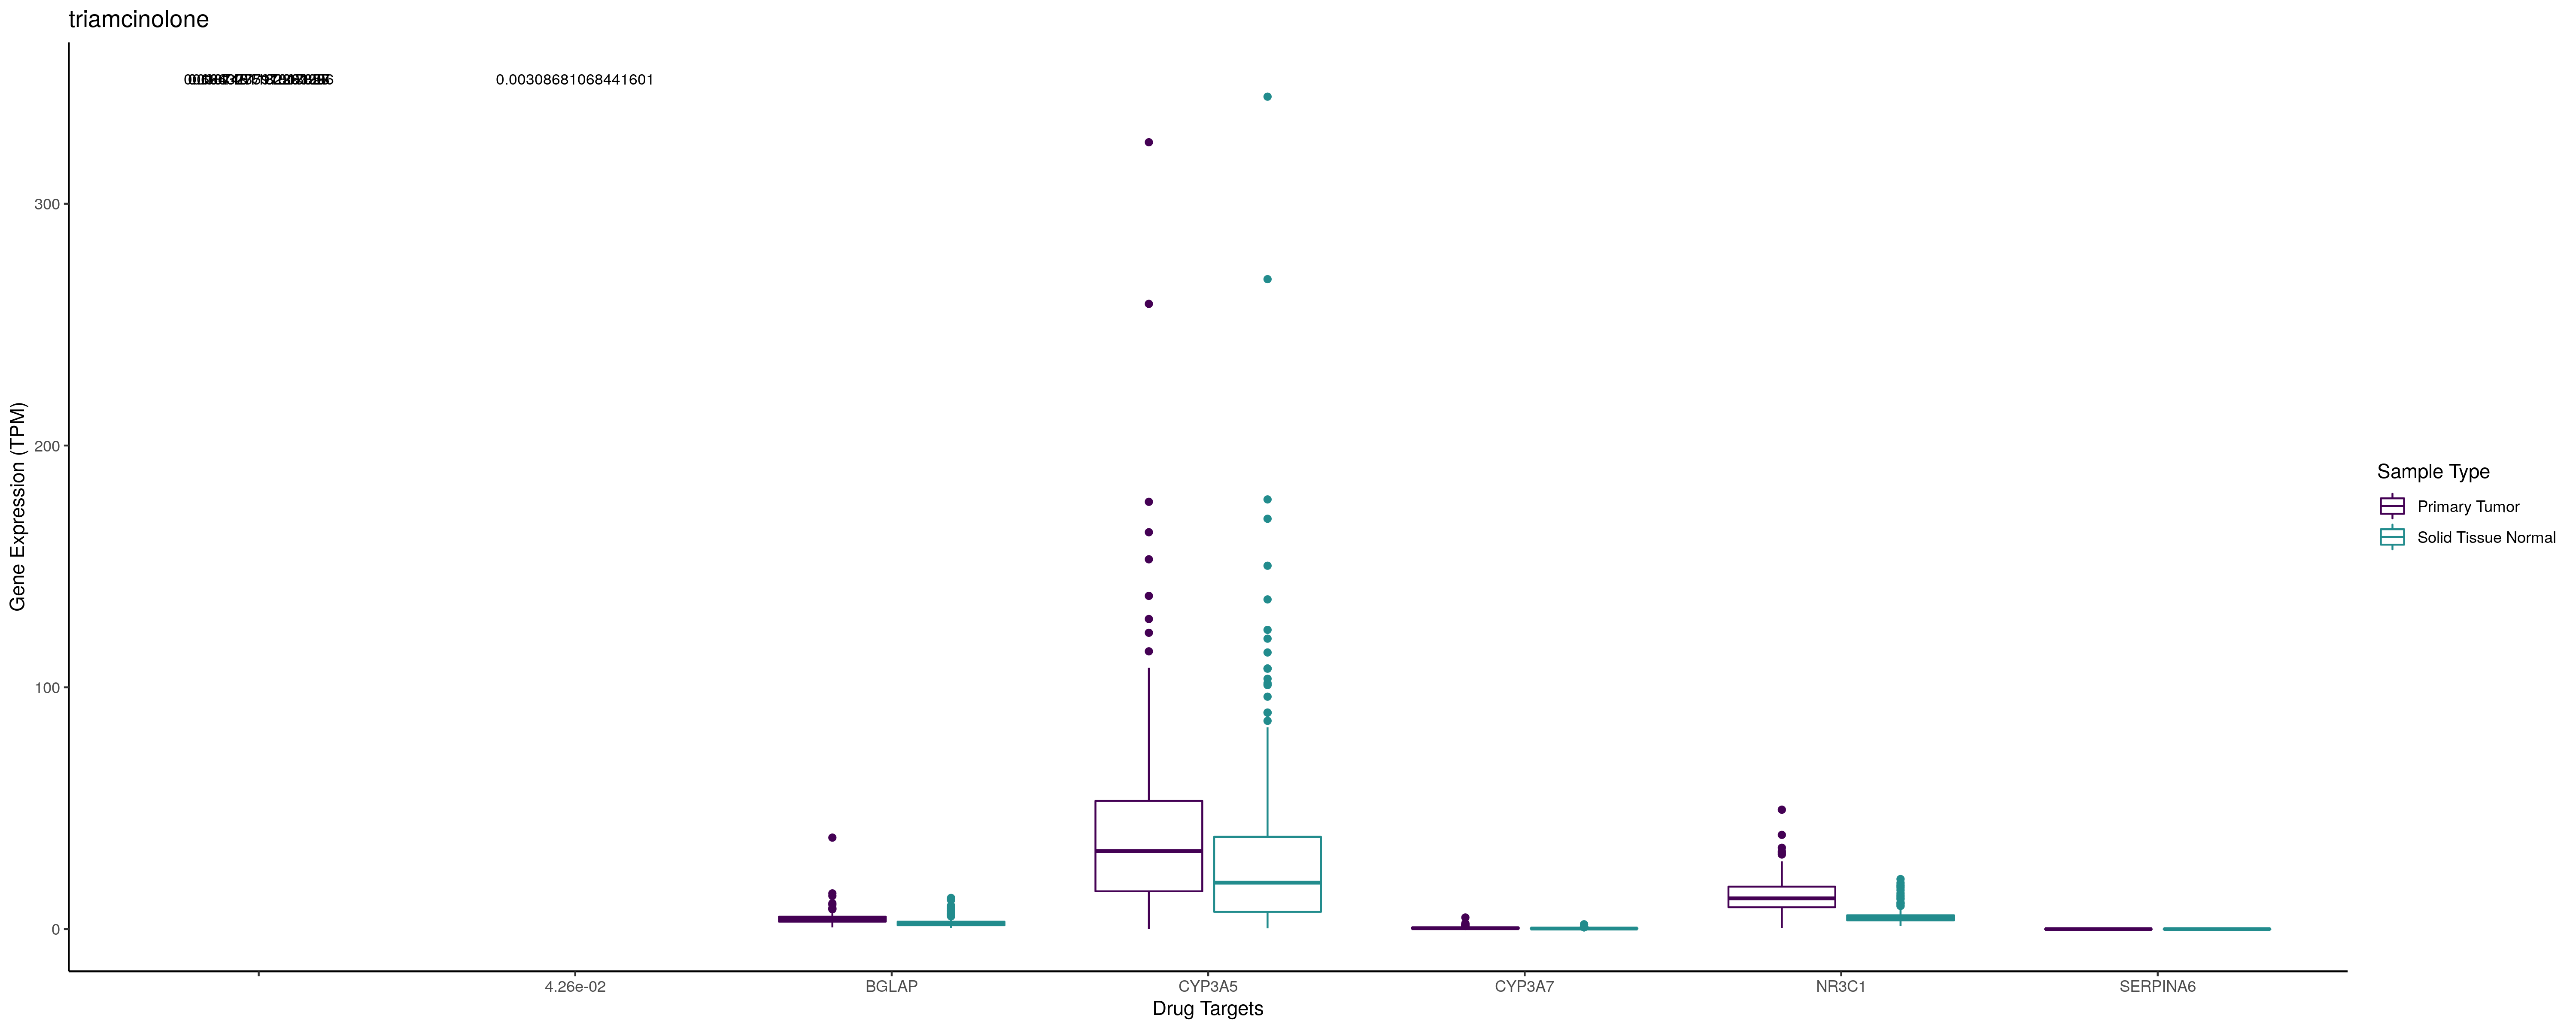 triamcinolone
0.00308681068441601
300
200
100
0
Gene Expression (TPM)
4.26e-02
BGLAP
CYP3A5
CYP3A7
NR3C1
SERPINA6
Drug Targets
Sample Type
Primary Tumor
Solid Tissue Normal